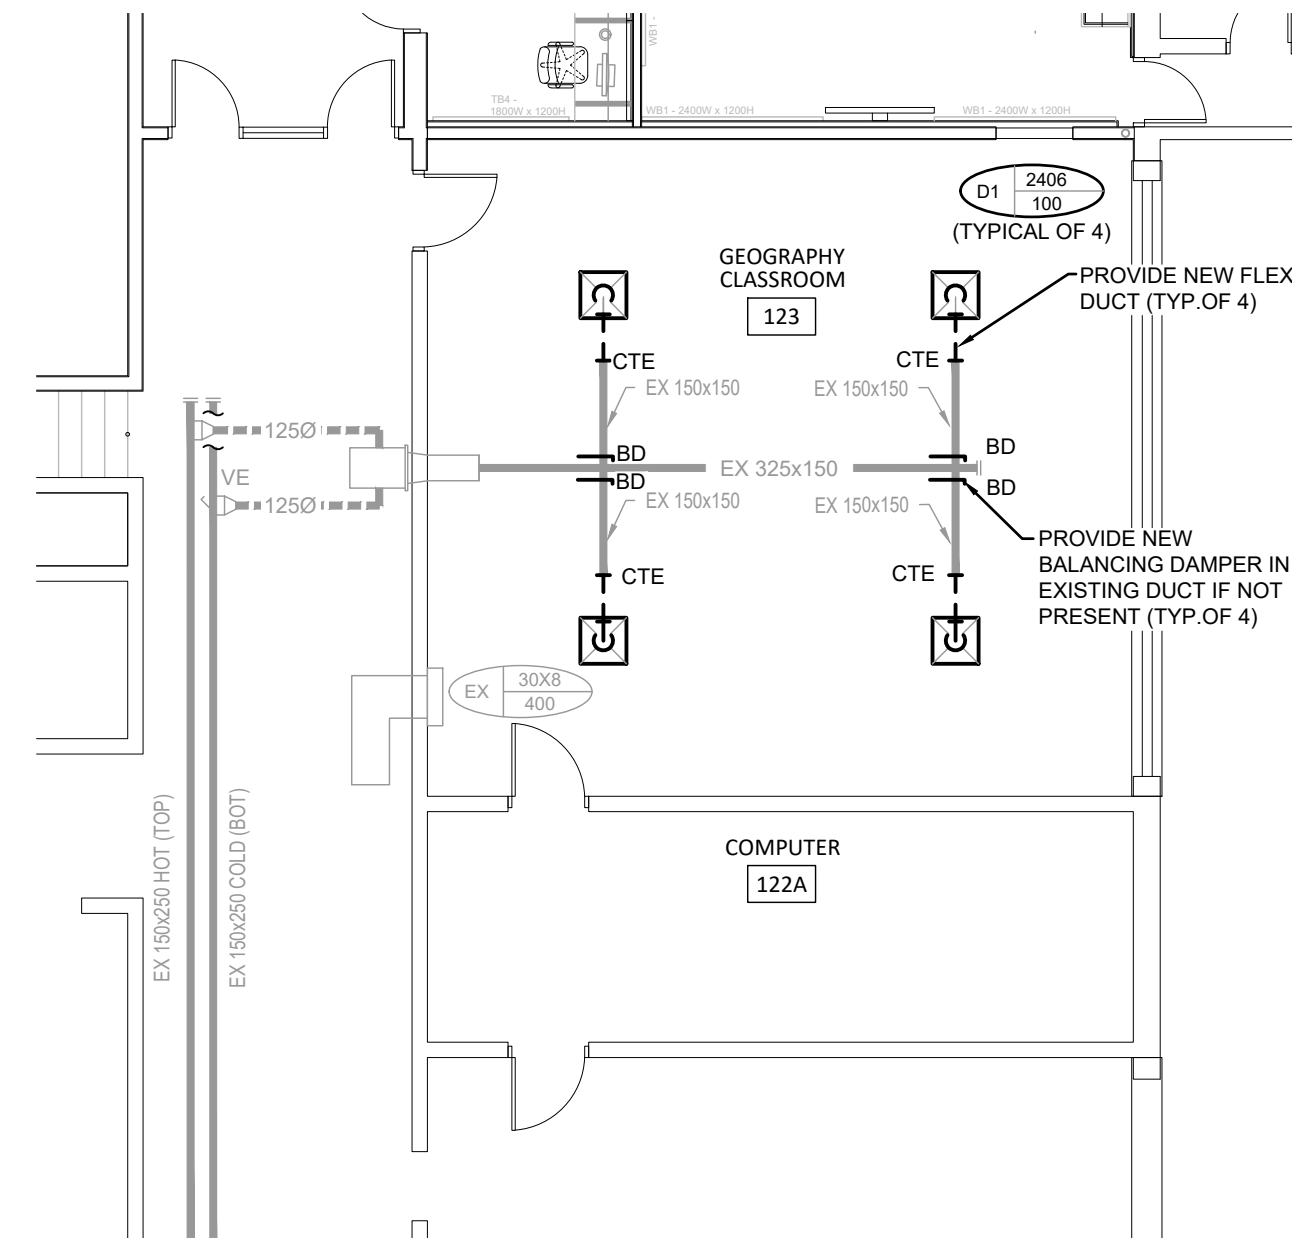 WB1 -
TB4 -
1800W x 1200H
WB1 - 2400W x 1200H
WB1 - 2400W x 1200H
D1
2406
100
(TYPICAL OF 4)
GEOGRAPHY
CLASSROOM
123
PROVIDE NEW FLEX
DUCT (TYP.OF 4)
CTE
CTE
EX 150x150
EX 150x150
125Ø
BD
BD
EX 325x150
BD
BD
VE
125Ø
EX 150x150
EX 150x150
PROVIDE NEW
BALANCING DAMPER IN
EXISTING DUCT IF NOT
PRESENT (TYP.OF 4)
CTE
CTE
EX
30X8
400
EX 150x250 HOT (TOP)
EX 150x250 COLD (BOT)
COMPUTER
122A